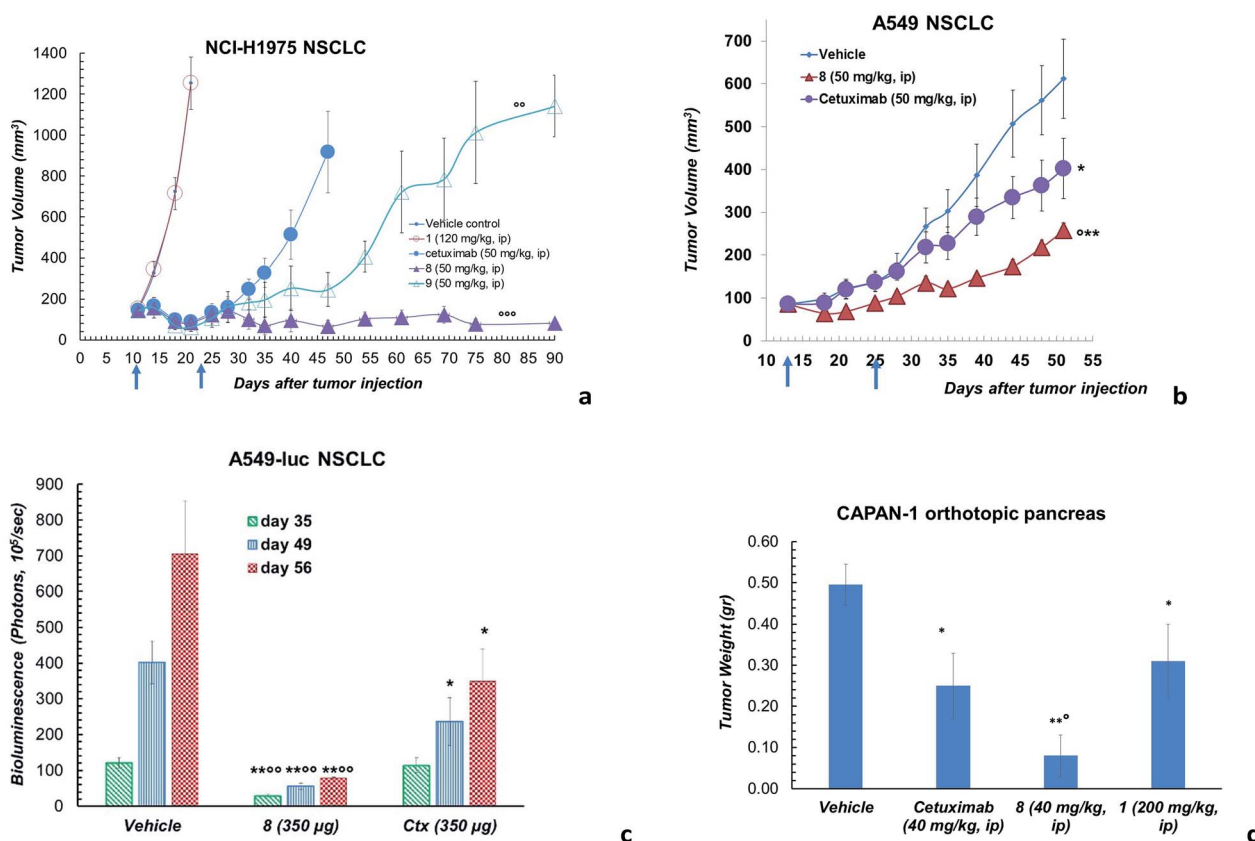 NCI-H1975 NSCLC
Tumor Volume (mm³)
1400
1200
1000
800
600
400
200
0
°°
°°°
Vehicle control
1 (120 mg/kg, ip)
cetuximab (50 mg/kg, ip)
8 (50 mg/kg, ip)
9 (50 mg/kg, ip)
0 5 10 15 20 25 30 35 40 45 50 55 60 65 70 75 80 85 90
Days after tumor injection
a
A549 NSCLC
Tumor Volume (mm³)
700
600
500
400
300
200
100
0
Vehicle
8 (50 mg/kg, ip)
Cetuximab (50 mg/kg, ip)
*
°**
10 15 20 25 30 35 40 45 50 55
Days after tumor injection
b
A549-luc NSCLC
Bioluminescence (Photons, 10⁵/sec)
900
800
700
600
500
400
300
200
100
0
day 35
day 49
day 56
**°° **°° **°°
* *
Vehicle 8 (350 µg) Ctx (350 µg)
c
CAPAN-1 orthotopic pancreas
Tumor Weight (gr)
0.60
0.50
0.40
0.30
0.20
0.10
0.00
*
**°
*
Vehicle Cetuximab 8 (40 mg/kg, 1 (200 mg/kg,
(40 mg/kg, ip) ip) ip)